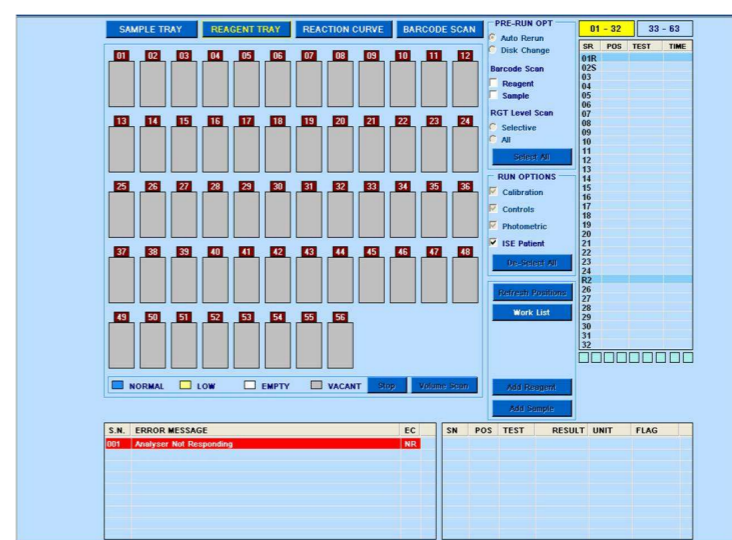 SAMPLE TRAY REAGENT TRAY REACTION CURVE BARCODE SCAN
01 02 03 04 05 06 07 08 09 10 11 12
13 14 15 16 17 18 19 20 21 22 23 24
25 26 27 28 29 30 31 32 33 34 35 36
37 38 39 40 41 42 43 44 45 46 47 48
49 50 51 52 53 54 55 56
NORMAL LOW EMPTY VACANT Stop Volume Scan
PRE-RUN OPT
Auto Rerun
Disk Change
Barcode Scan
Reagent
Sample
RGT Level Scan
Selective
All
Select All
RUN OPTIONS
Calibration
Controls
Photometric
ISE Patient
De-Select All
Refresh Positions
Work List
Add Reagent
Add Sample
01 - 32 33 - 63
SR POS TEST TIME
01R
02S
03
04
05
06
07
08
09
10
11
12
13
14
15
16
17
18
19
20
21
22
23
24
R2
26
27
28
29
30
31
32
S.N. ERROR MESSAGE EC
001 Analyser Not Responding NR
SN POS TEST RESULT UNIT FLAG